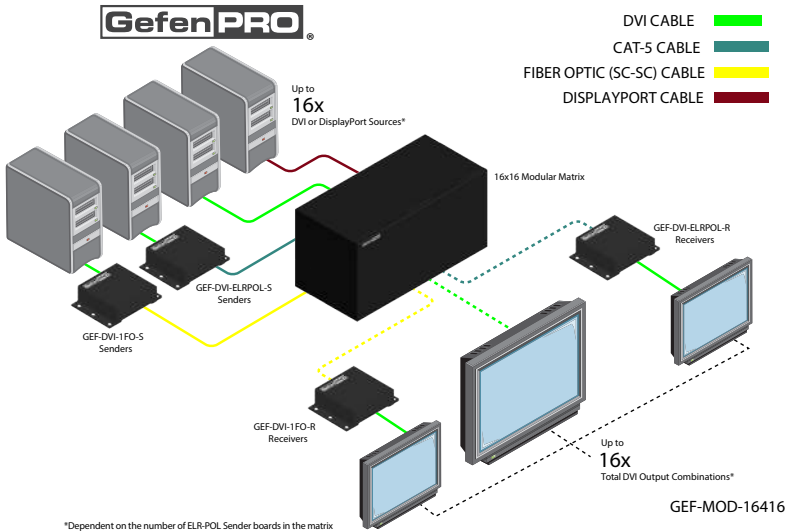 Gefen PRO ®
DVI CABLE
CAT-5 CABLE
FIBER OPTIC (SC-SC) CABLE
DISPLAYPORT CABLE
Up to
16x
DVI or DisplayPort Sources*
16x16 Modular Matrix
GEF-DVI-ELRPOL-R
Receivers
GEF-DVI-ELRPOL-S
Senders
GEF-DVI-1FO-S
Senders
GEF-DVI-1FO-R
Receivers
Up to
16x
Total DVI Output Combinations*
GEF-MOD-16416
*Dependent on the number of ELR-POL Sender boards in the matrix